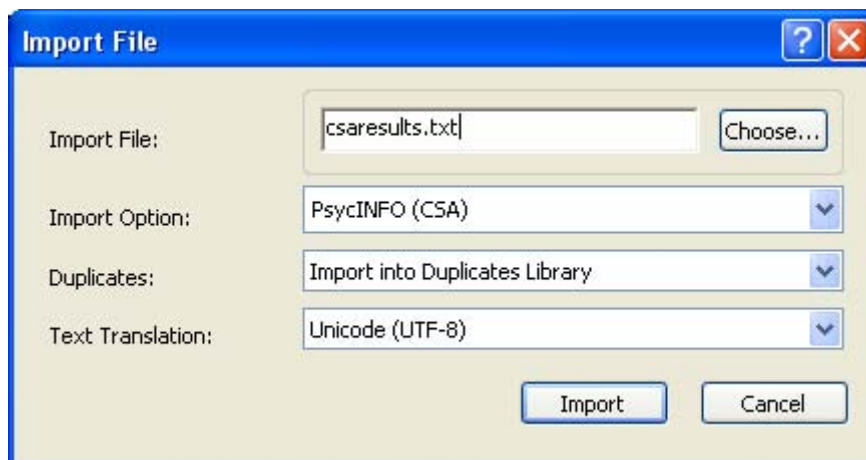 Import File
Import File:
csaresults.txt
Choose...
Import Option:
PsycINFO (CSA)
Duplicates:
Import into Duplicates Library
Text Translation:
Unicode (UTF-8)
Import
Cancel